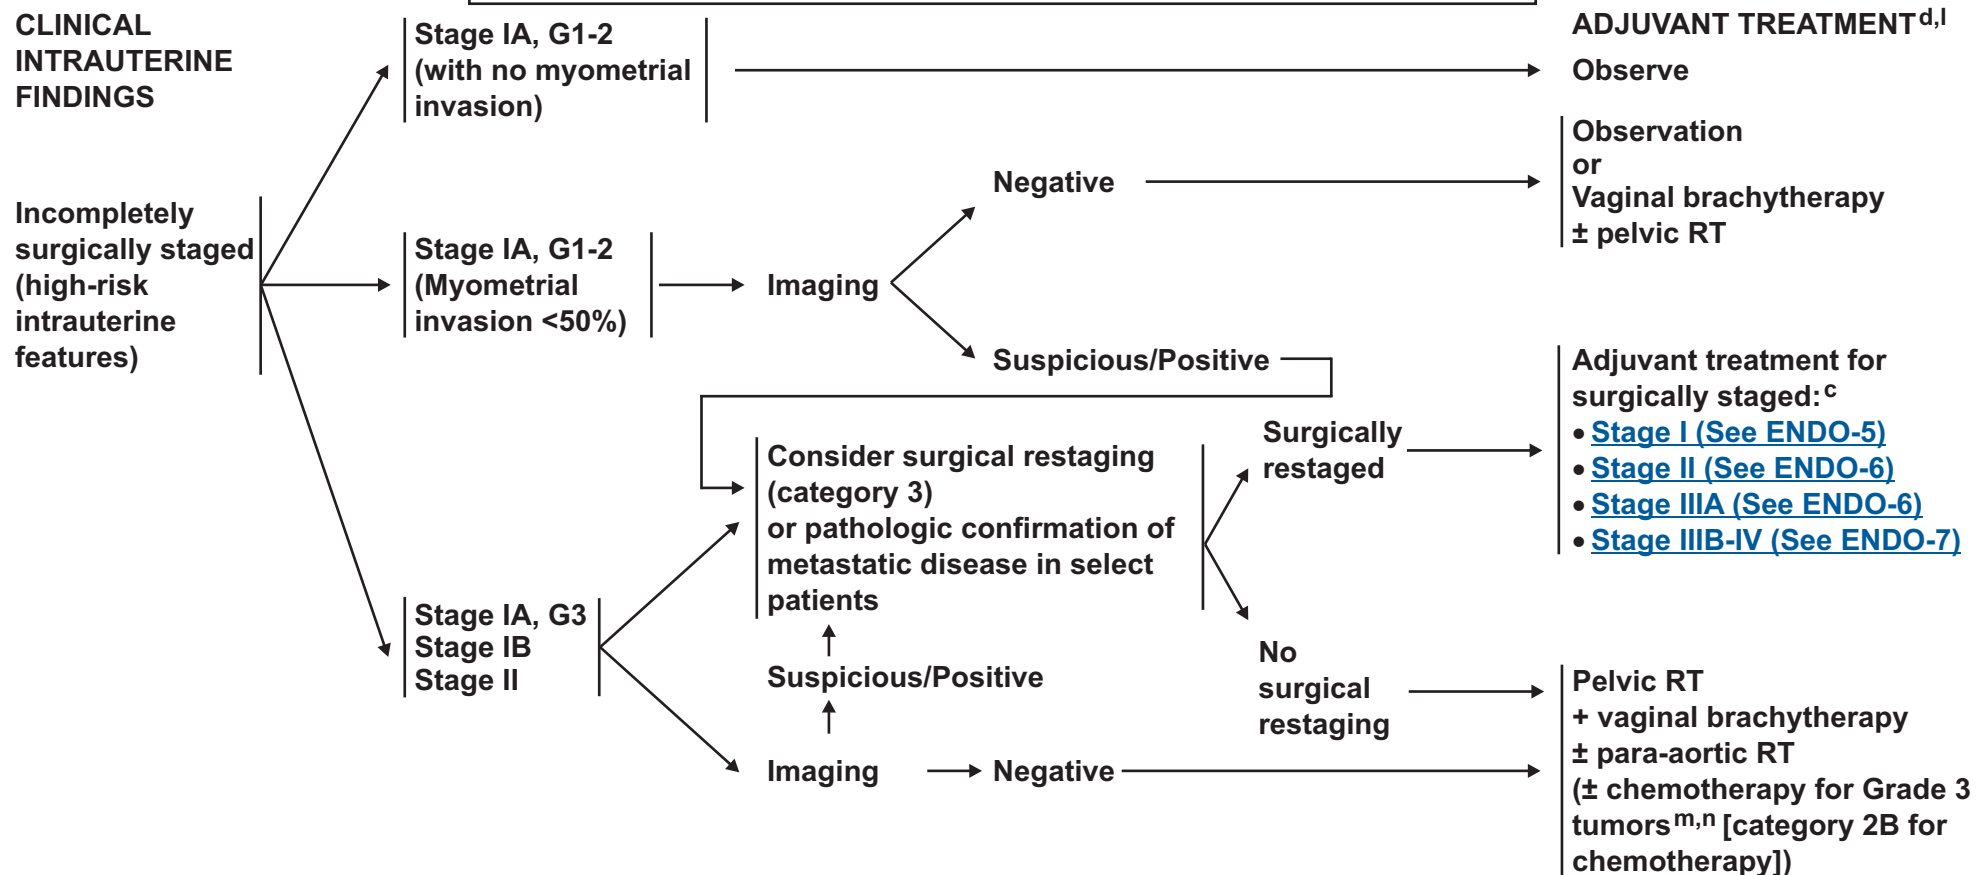 CLINICAL
INTRAUTERINE
FINDINGS
ADJUVANT TREATMENT d,l
Stage IA, G1-2
(with no myometrial
invasion)
Observe
Incompletely
surgically staged
(high-risk
intrauterine
features)
Stage IA, G1-2
(Myometrial
invasion <50%)
Imaging
Negative
Observation
or
Vaginal brachytherapy
± pelvic RT
Suspicious/Positive
Consider surgical restaging
(category 3)
or pathologic confirmation of
metastatic disease in select
patients
Surgically
restaged
Adjuvant treatment for
surgically staged: c
• Stage I (See ENDO-5)
• Stage II (See ENDO-6)
• Stage IIIA (See ENDO-6)
• Stage IIIB-IV (See ENDO-7)
Stage IA, G3
Stage IB
Stage II
Suspicious/Positive
Imaging
Negative
No
surgical
restaging
Pelvic RT
+ vaginal brachytherapy
± para-aortic RT
(± chemotherapy for Grade 3
tumors m,n [category 2B for
chemotherapy])